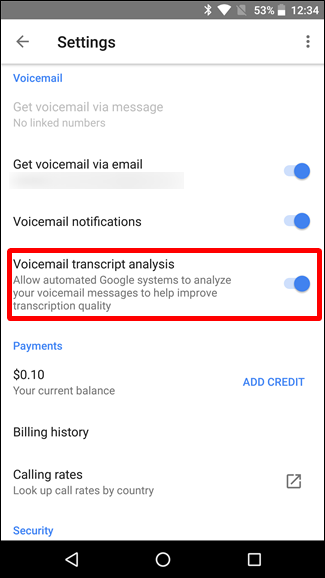 53% 12:34
Settings
Voicemail
Get voicemail via message
No linked numbers
Get voicemail via email
Voicemail notifications
Voicemail transcript analysis
Allow automated Google systems to analyze
your voicemail messages to help improve
transcription quality
Payments
$0.10
Your current balance
ADD CREDIT
Billing history
Calling rates
Look up call rates by country
Security